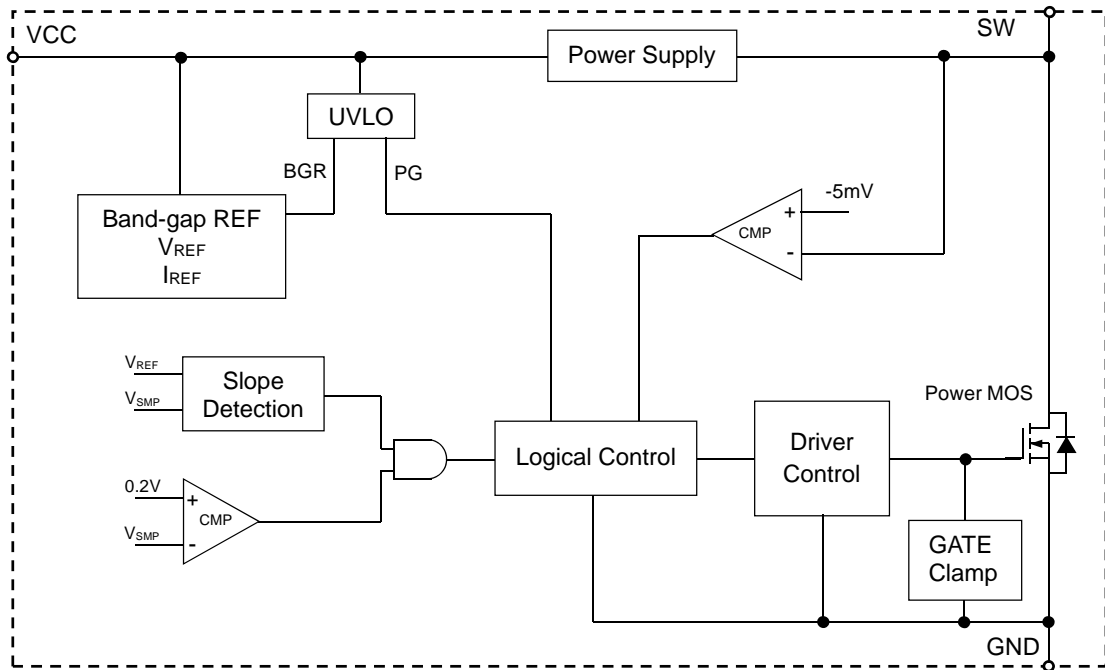 VCC
SW
Power Supply
UVLO
BGR
PG
-5mV
Band-gap REF
VREF
IREF
+
CMP
-
VREF
VSMP
Slope
Detection
Power MOS
Logical Control
Driver
Control
0.2V
+
CMP
VSMP
-
GATE
Clamp
GND